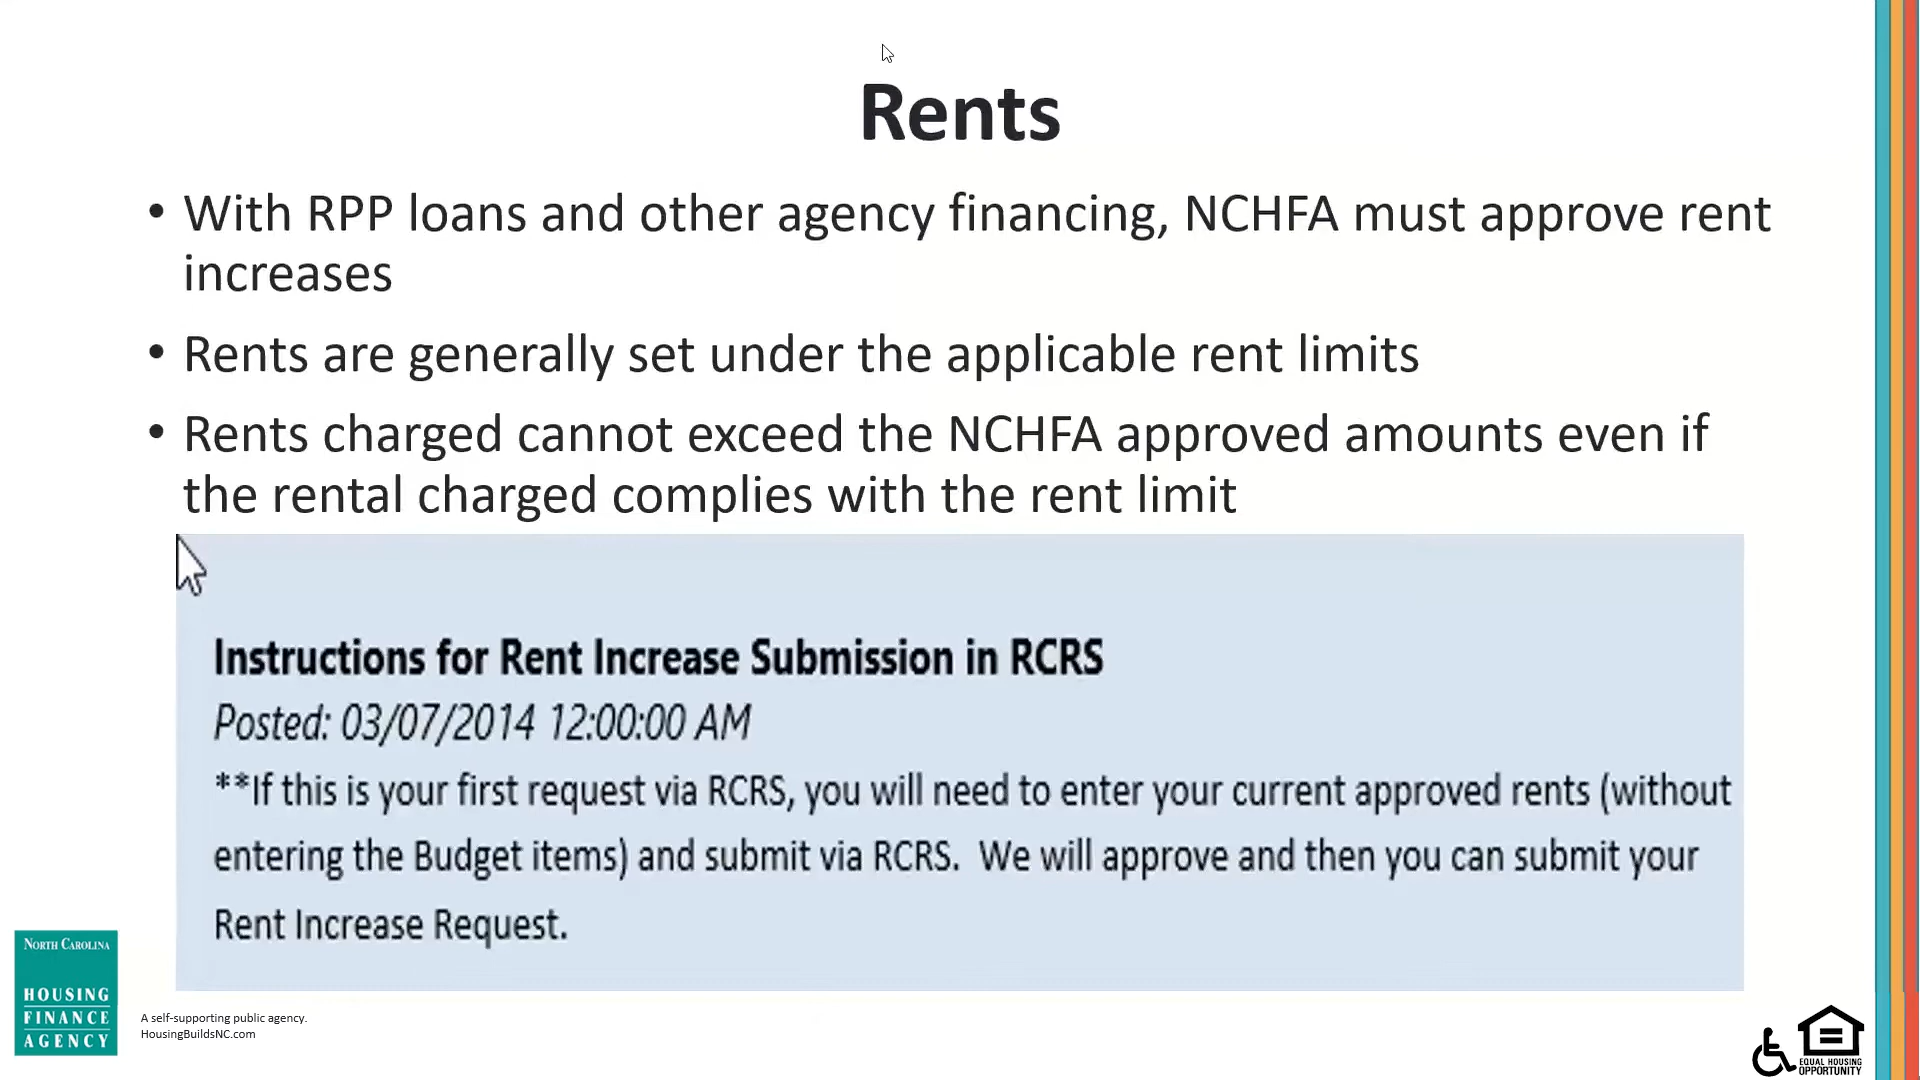 Rents
• With RPP loans and other agency financing, NCHFA must approve rent
increases
• Rents are generally set under the applicable rent limits
• Rents charged cannot exceed the NCHFA approved amounts even if
the rental charged complies with the rent limit
Instructions for Rent Increase Submission in RCRS
Posted: 03/07/2014 12:00:00 AM
**If this is your first request via RCRS, you will need to enter your current approved rents (without
entering the Budget items) and submit via RCRS.  We will approve and then you can submit your
Rent Increase Request.
NORTH CAROLINA
HOUSING
FINANCE
AGENCY
A self-supporting public agency.
HousingBuildsNC.com
EQUAL HOUSING
OPPORTUNITY